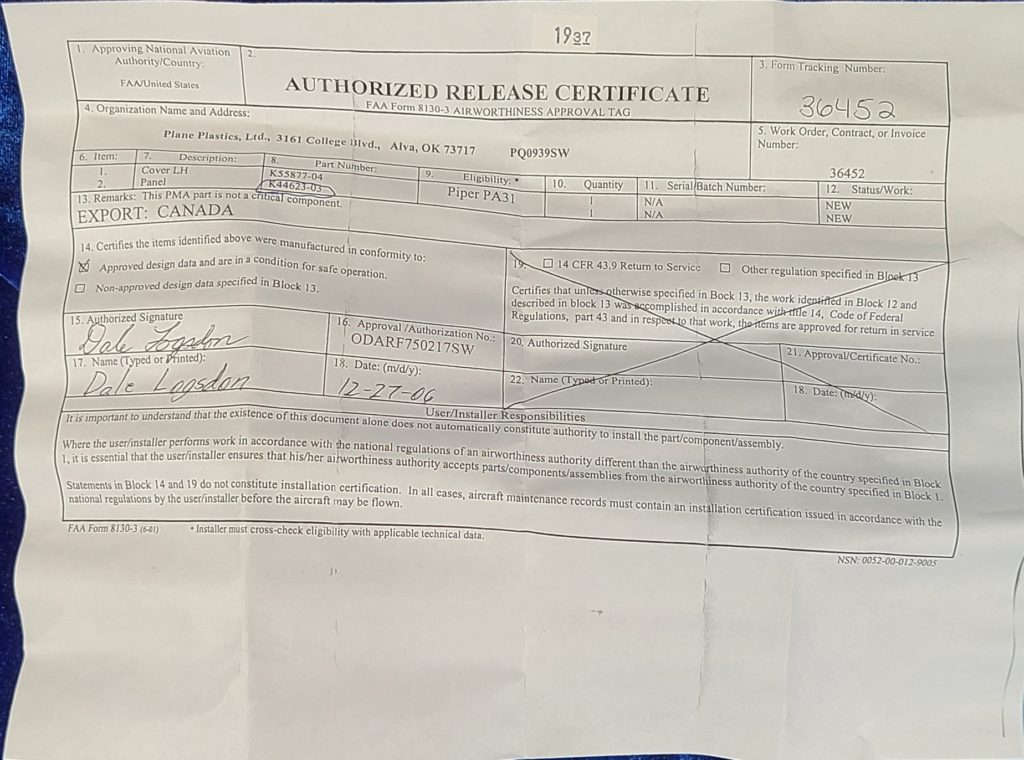 1937
1. Approving National Aviation Authority/Country:
FAA/United States
2.
AUTHORIZED RELEASE CERTIFICATE
FAA Form 8130-3 AIRWORTHINESS APPROVAL TAG
3. Form Tracking Number:
36452
4. Organization Name and Address:
Plane Plastics, Ltd., 3161 College Blvd., Alva, OK 73717 PQ0939SW
5. Work Order, Contract, or Invoice Number:
36452
6. Item: 7. Description: 8. Part Number: 9. Eligibility: * 10. Quantity 11. Serial/Batch Number: 12. Status/Work:
1. Cover LH K55877-04 Piper PA31 1 N/A NEW
2. Panel K44623-03 1 N/A NEW
13. Remarks: This PMA part is not a critical component.
EXPORT: CANADA
14. Certifies the items identified above were manufactured in conformity to:
Approved design data and are in a condition for safe operation.
Non-approved design data specified in Block 13.
19. 14 CFR 43.9 Return to Service Other regulation specified in Block 13
Certifies that unless otherwise specified in Bock 13, the work identified in Block 12 and
described in block 13 was accomplished in accordance with title 14, Code of Federal
Regulations, part 43 and in respect to that work, the items are approved for return in service
15. Authorized Signature
Dale Logsdon
16. Approval /Authorization No.:
ODARF750217SW
20. Authorized Signature
21. Approval/Certificate No.:
17. Name (Typed or Printed):
Dale Logsdon
18. Date: (m/d/y):
12-27-06
22. Name (Typed or Printed):
18. Date: (m/d/y):
User/Installer Responsibilities
It is important to understand that the existence of this document alone does not automatically constitute authority to install the part/component/assembly.
Where the user/installer performs work in accordance with the national regulations of an airworthiness authority different than the airworthiness authority of the country specified in Block
1, it is essential that the user/installer ensures that his/her airworthiness authority accepts parts/components/assemblies from the airworthiness authority of the country specified in Block 1.
Statements in Block 14 and 19 do not constitute installation certification. In all cases, aircraft maintenance records must contain an installation certification issued in accordance with the
national regulations by the user/installer before the aircraft may be flown.
FAA Form 8130-3 (6-01) * Installer must cross-check eligibility with applicable technical data.
NSN: 0052-00-012-9005